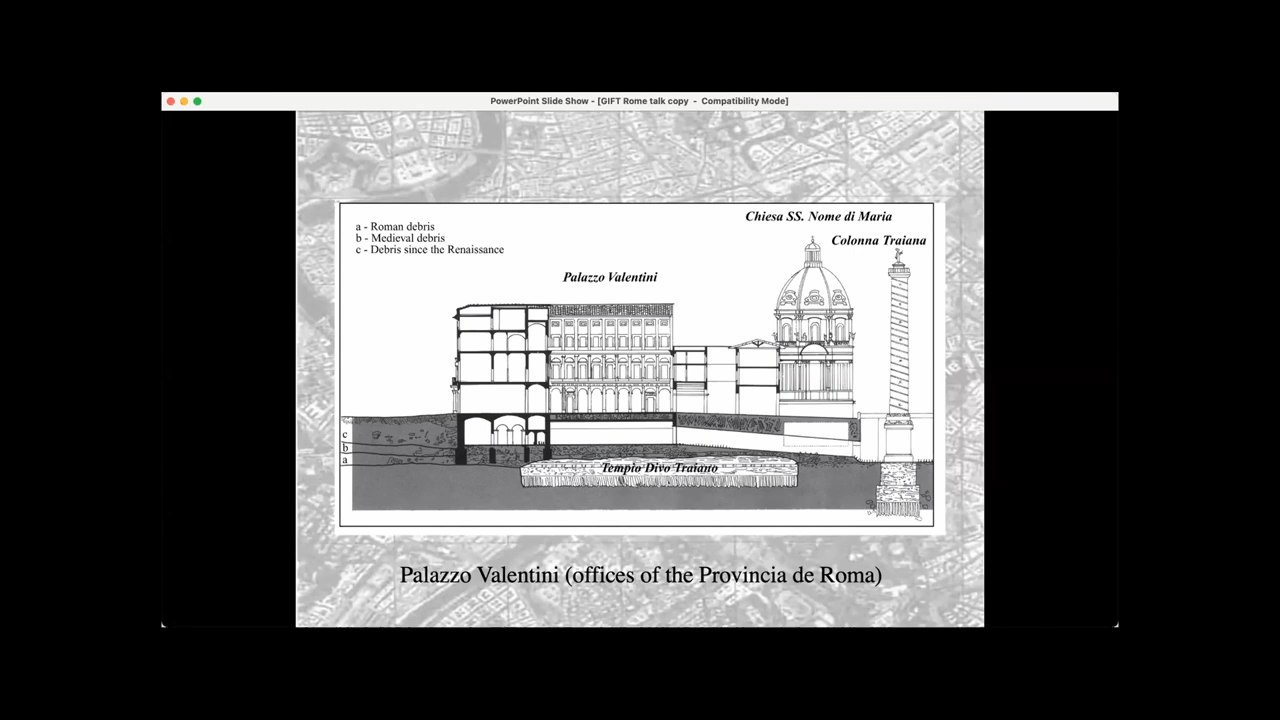 PowerPoint Slide Show - [GIFT Rome talk copy - Compatibility Mode]
Chiesa SS. Nome di Maria
a - Roman debris
b - Medieval debris
c - Debris since the Renaissance
Colonna Traiana
Palazzo Valentini
c
b
a
Tempio Divo Traiano
Palazzo Valentini (offices of the Provincia de Roma)